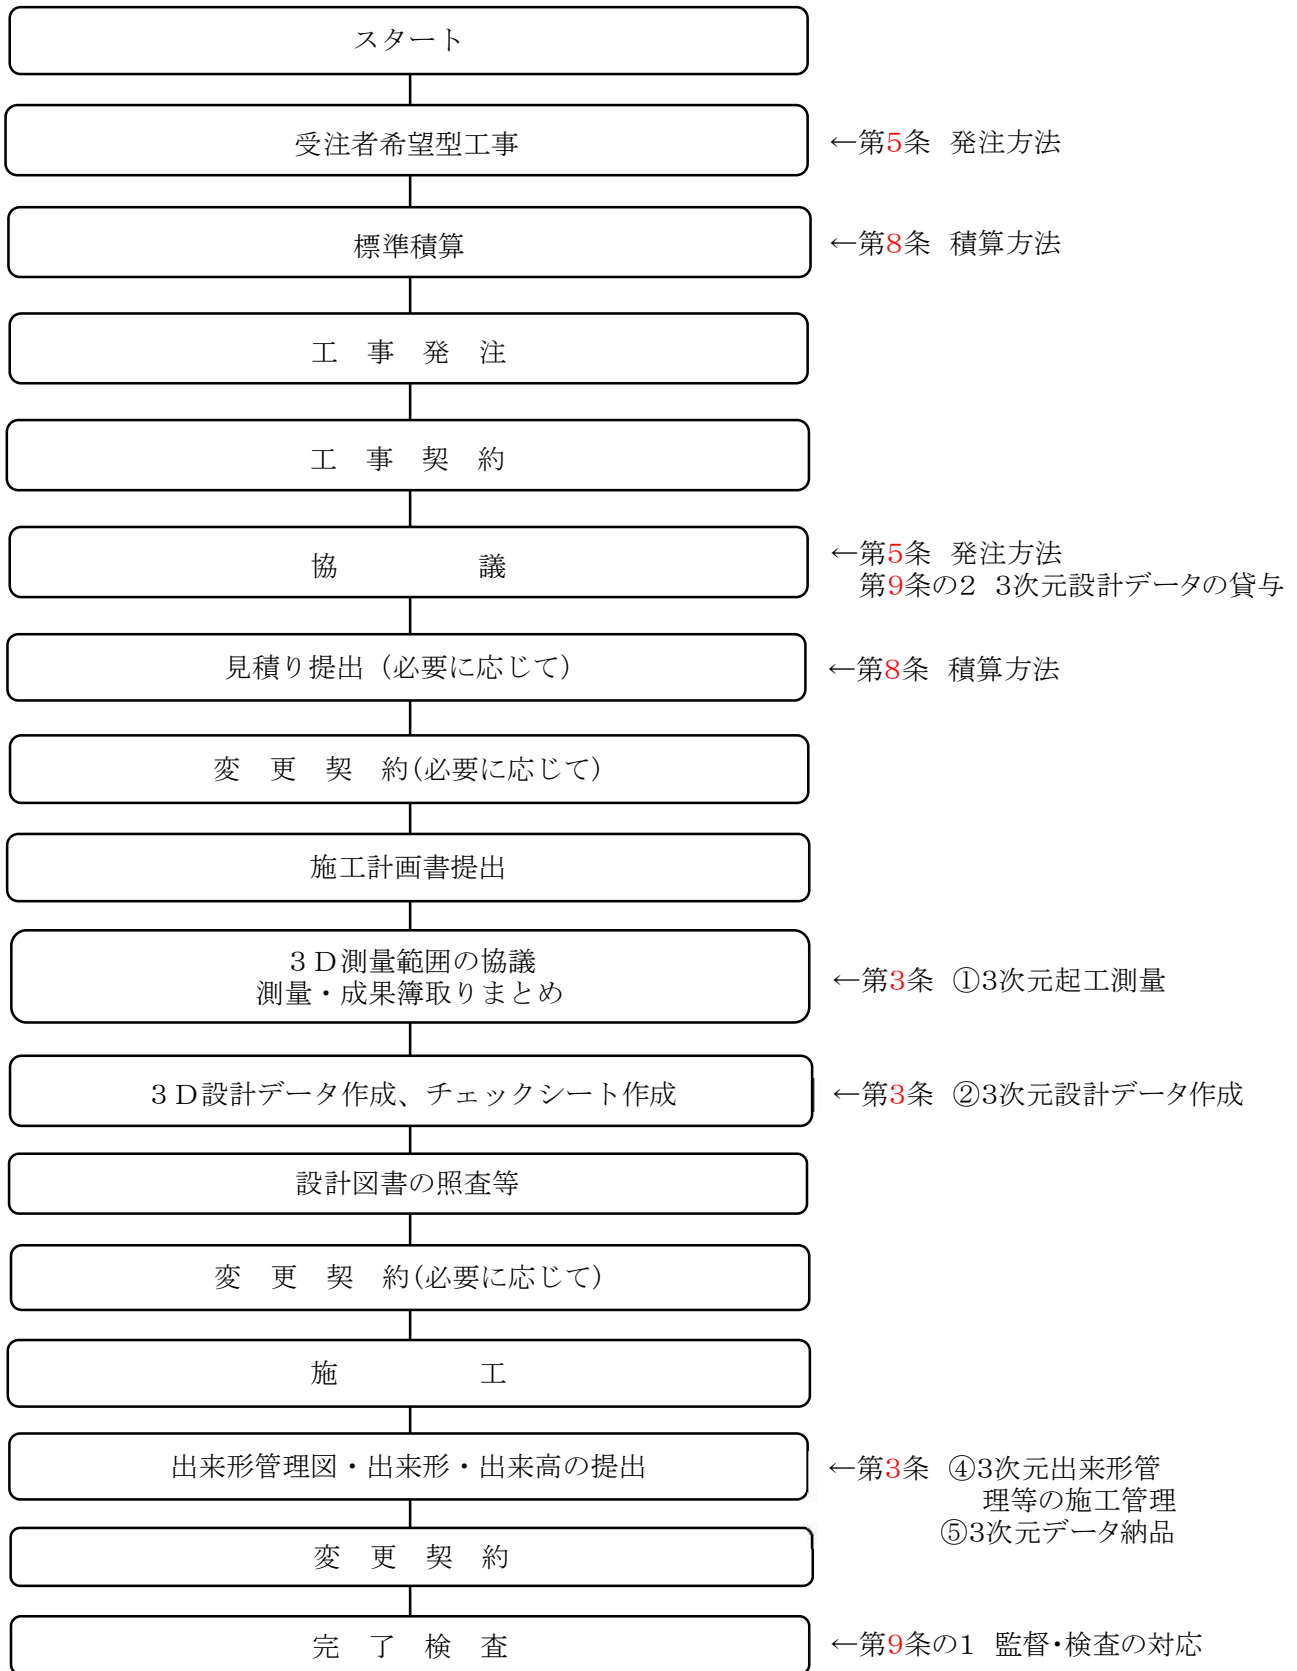 スタート
受注者希望型工事
←第5条 発注方法
標準積算
←第8条 積算方法
工 事 発 注
工 事 契 約
協 議
←第5条 発注方法
第9条の2 3次元設計データの貸与
見積り提出（必要に応じて）
←第8条 積算方法
変 更 契 約(必要に応じて)
施工計画書提出
３Ｄ測量範囲の協議
測量・成果簿取りまとめ
←第3条 ①3次元起工測量
３Ｄ設計データ作成、チェックシート作成
←第3条 ②3次元設計データ作成
設計図書の照査等
変 更 契 約(必要に応じて)
施 工
出来形管理図・出来形・出来高の提出
←第3条 ④3次元出来形管
理等の施工管理
⑤3次元データ納品
変 更 契 約
完 了 検 査
←第9条の1 監督・検査の対応